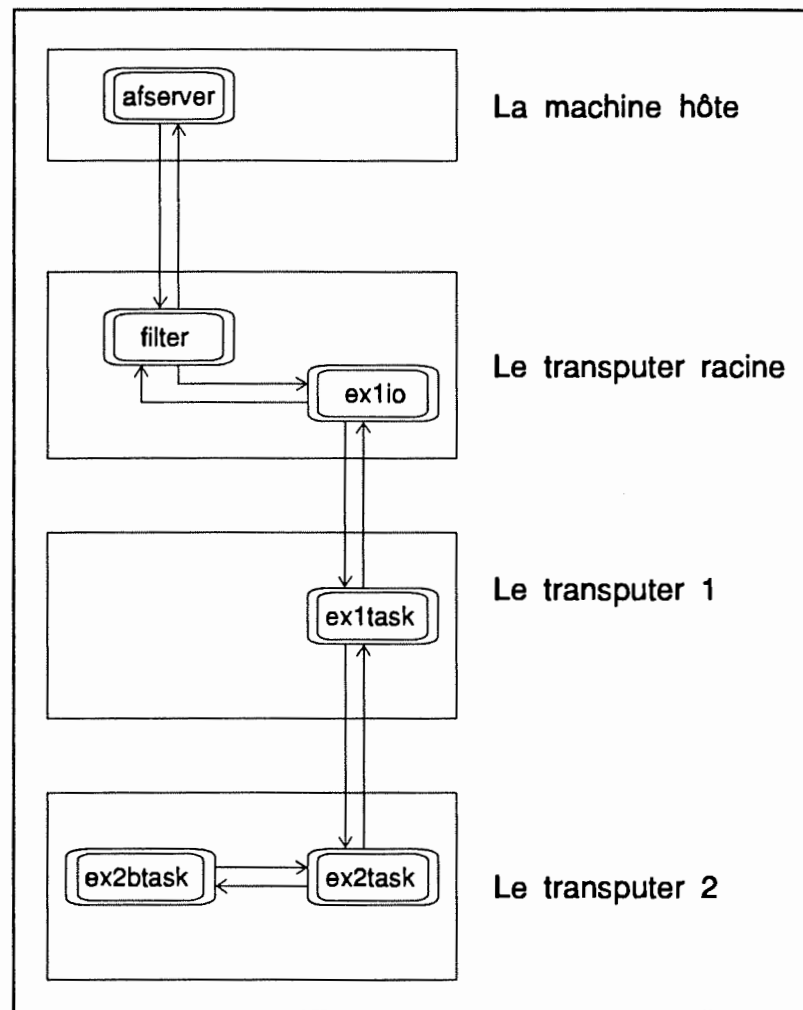 afserver
La machine hôte
filter
Le transputer racine
ex1io
Le transputer 1
ex1task
ex2btask
ex2task
Le transputer 2